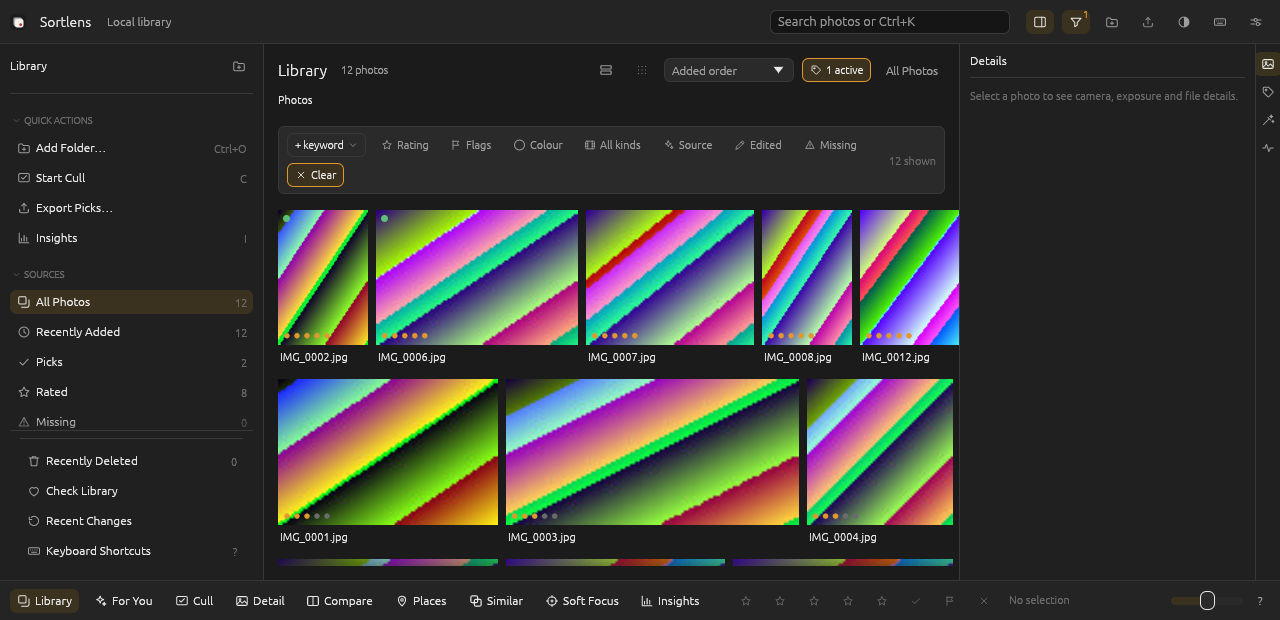 Sortlens Local library Search photos or Ctrl+K 1
Library
QUICK ACTIONS
Add Folder... Ctrl+O
Start Cull C
Export Picks...
Insights I
SOURCES
All Photos 12
Recently Added 12
Picks 2
Rated 8
Missing 0
Recently Deleted 0
Check Library
Recent Changes
Keyboard Shortcuts ?
Library 12 photos Added order 1 active All Photos
Photos
+ keyword Rating Flags Colour All kinds Source Edited Missing
12 shown
Clear
IMG_0002.jpg IMG_0006.jpg IMG_0007.jpg IMG_0008.jpg IMG_0012.jpg
IMG_0001.jpg IMG_0003.jpg IMG_0004.jpg
Details
Select a photo to see camera, exposure and file details.
Library For You Cull Detail Compare Places Similar Soft Focus Insights No selection ?